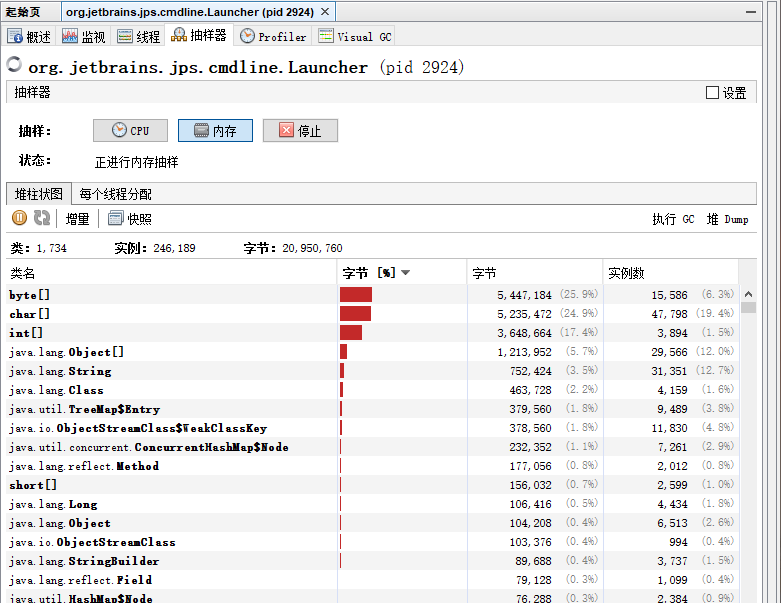 起始页 org.jetbrains.jps.cmdline.Launcher (pid 2924)
概述 监视 线程 抽样器 Profiler Visual GC
org.jetbrains.jps.cmdline.Launcher (pid 2924)
抽样器 设置
抽样: CPU 内存 停止
状态: 正进行内存抽样
堆柱状图 每个线程分配
增量 快照 执行 GC 堆 Dump
类: 1,734 实例: 246,189 字节: 20,950,760
类名 字节 [%] 字节 实例数
byte[] 5,447,184 (25.9%) 15,586 (6.3%)
char[] 5,235,472 (24.9%) 47,798 (19.4%)
int[] 3,648,664 (17.4%) 3,894 (1.5%)
java.lang.Object[] 1,213,952 (5.7%) 29,566 (12.0%)
java.lang.String 752,424 (3.5%) 31,351 (12.7%)
java.lang.Class 463,728 (2.2%) 4,159 (1.6%)
java.util.TreeMap$Entry 379,560 (1.8%) 9,489 (3.8%)
java.io.ObjectStreamClass$WeakClassKey 378,560 (1.8%) 11,830 (4.8%)
java.util.concurrent.ConcurrentHashMap$Node 232,352 (1.1%) 7,261 (2.9%)
java.lang.reflect.Method 177,056 (0.8%) 2,012 (0.8%)
short[] 156,032 (0.7%) 2,599 (1.0%)
java.lang.Long 106,416 (0.5%) 4,434 (1.8%)
java.lang.Object 104,208 (0.4%) 6,513 (2.6%)
java.io.ObjectStreamClass 103,376 (0.4%) 994 (0.4%)
java.lang.StringBuilder 89,688 (0.4%) 3,737 (1.5%)
java.lang.reflect.Field 79,128 (0.3%) 1,099 (0.4%)
java.util.HashMap$Node 76,288 (0.3%) 2,384 (0.9%)